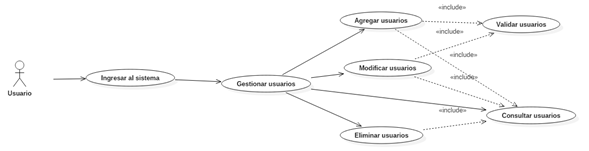 «include»
Agregar usuarios
Validar usuarios
«include»
«include»
Modificar usuarios
«include»
Ingresar al sistema
Gestionar usuarios
Usuario
«include»
Consultar usuarios
Eliminar usuarios